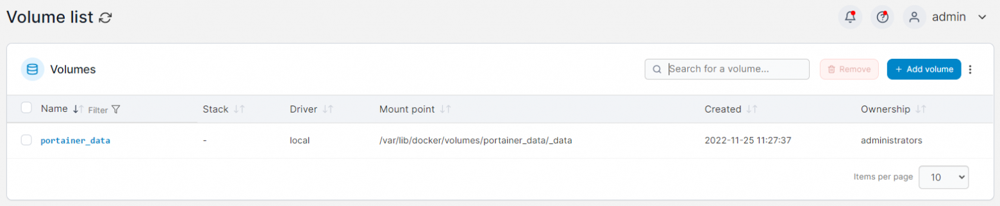 Volume list
admin
Volumes
Search for a volume...
Remove
+ Add volume
Name Filter Stack Driver Mount point Created Ownership
portainer_data - local /var/lib/docker/volumes/portainer_data/_data 2022-11-25 11:27:37 administrators
Items per page 10